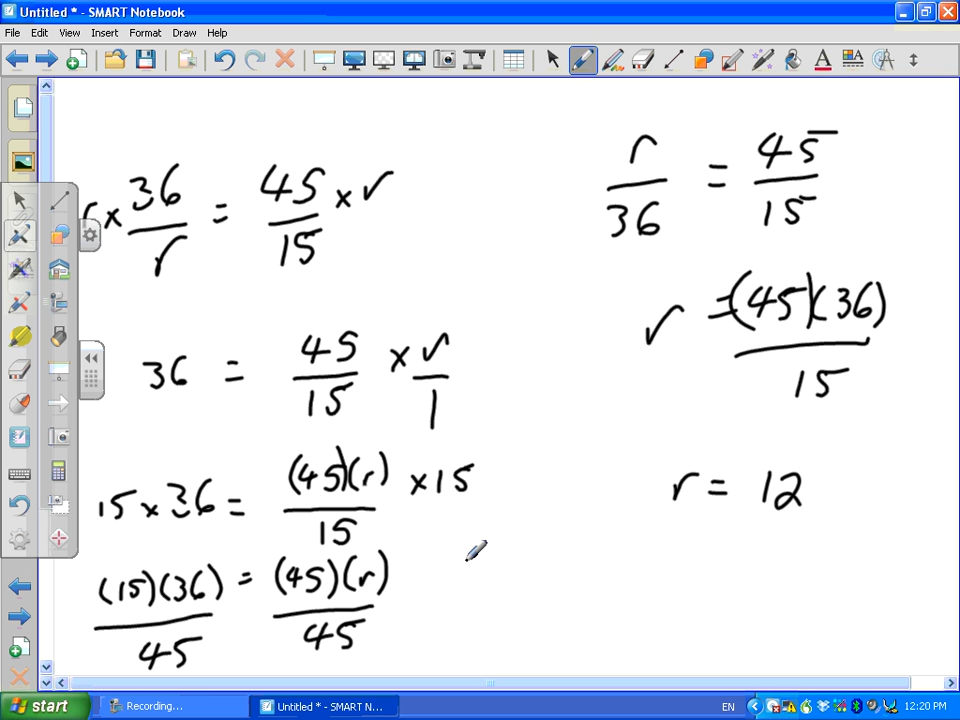 Untitled * - SMART Notebook
File Edit View Insert Format Draw Help
r × 36/r = 45/15 × r
36 = 45/15 × r/1
15 × 36 = (45)(r)/15 × 15
(15)(36)/45 = (45)(r)/45
r/36 = 45/15
r = (45)(36)/15
r = 12
start Recording... Untitled * - SMART N... EN 12:20 PM